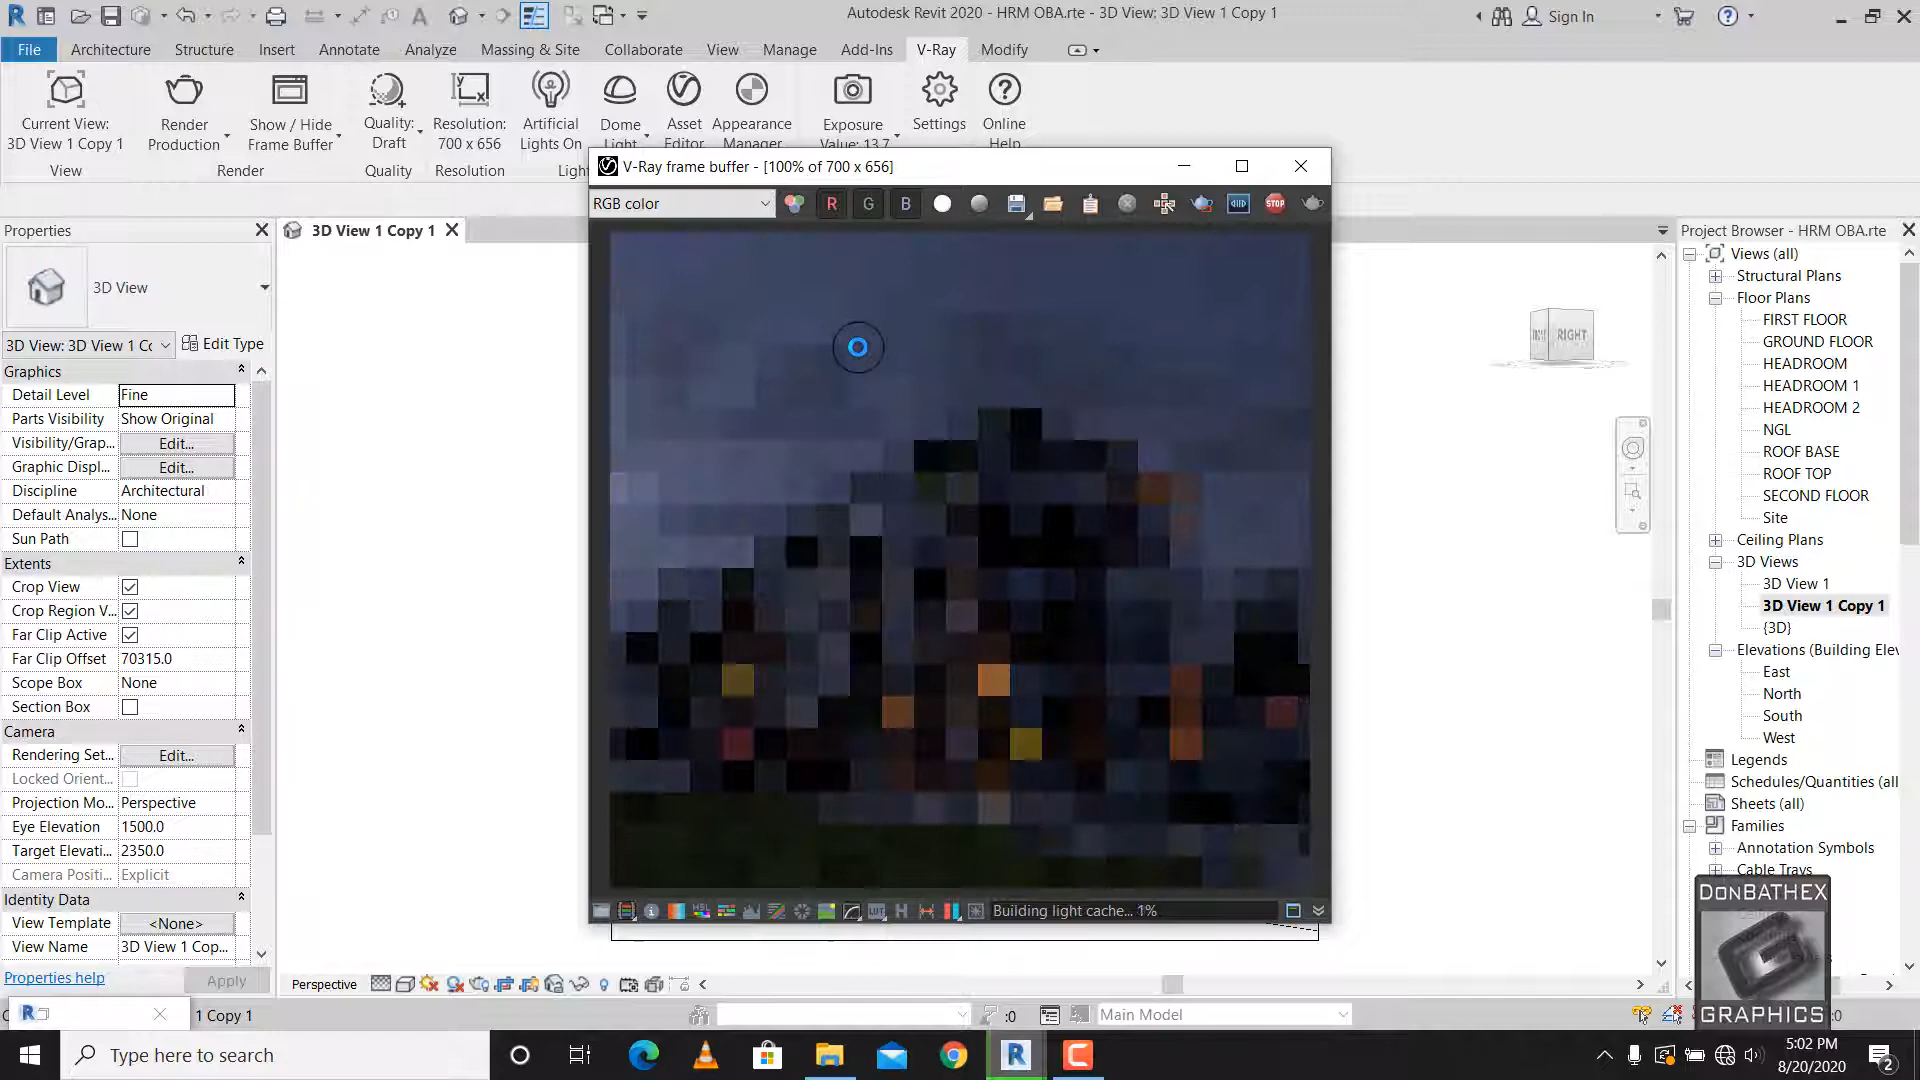 Autodesk Revit 2020 - HRM OBA.rte - 3D View: 3D View 1 Copy 1
Sign In
File
Architecture
Structure
Insert
Annotate
Analyze
Massing & Site
Collaborate
View
Manage
Add-Ins
V-Ray
Modify
Current View:
3D View 1 Copy 1
Render
Production
Show / Hide
Frame Buffer
Quality:
Draft
Resolution:
700 x 656
Artificial
Lights On
Dome
Light
Asset
Editor
Appearance
Manager
Exposure
Value: 13.7
Settings
Online
Help
View
Render
Quality
Resolution
V-Ray frame buffer - [100% of 700 x 656]
RGB color
R
G
B
STOP
Properties
3D View 1 Copy 1
3D View
3D View: 3D View 1 Cc
Edit Type
Graphics
Detail Level
Fine
Parts Visibility
Show Original
Visibility/Grap...
Edit...
Graphic Displ...
Edit...
Discipline
Architectural
Default Analys...
None
Sun Path
Extents
Crop View
Crop Region V...
Far Clip Active
Far Clip Offset
70315.0
Scope Box
None
Section Box
Camera
Rendering Set...
Edit...
Locked Orient...
Projection Mo...
Perspective
Eye Elevation
1500.0
Target Elevati...
2350.0
Camera Positi...
Explicit
Identity Data
View Template
<None>
View Name
3D View 1 Cop...
Properties help
Apply
RIGHT
Project Browser - HRM OBA.rte
Views (all)
Structural Plans
Floor Plans
FIRST FLOOR
GROUND FLOOR
HEADROOM
HEADROOM 1
HEADROOM 2
NGL
ROOF BASE
ROOF TOP
SECOND FLOOR
Site
Ceiling Plans
3D Views
3D View 1
3D View 1 Copy 1
{3D}
Elevations (Building Elev
East
North
South
West
Legends
Schedules/Quantities (all
Sheets (all)
Families
Annotation Symbols
Cable Trays
HSL
LUT
H
Building light cache... 1%
Perspective
1 Copy 1
:0
Main Model
:0
DONBATHEX
GRAPHICS
Type here to search
5:02 PM
8/20/2020
2